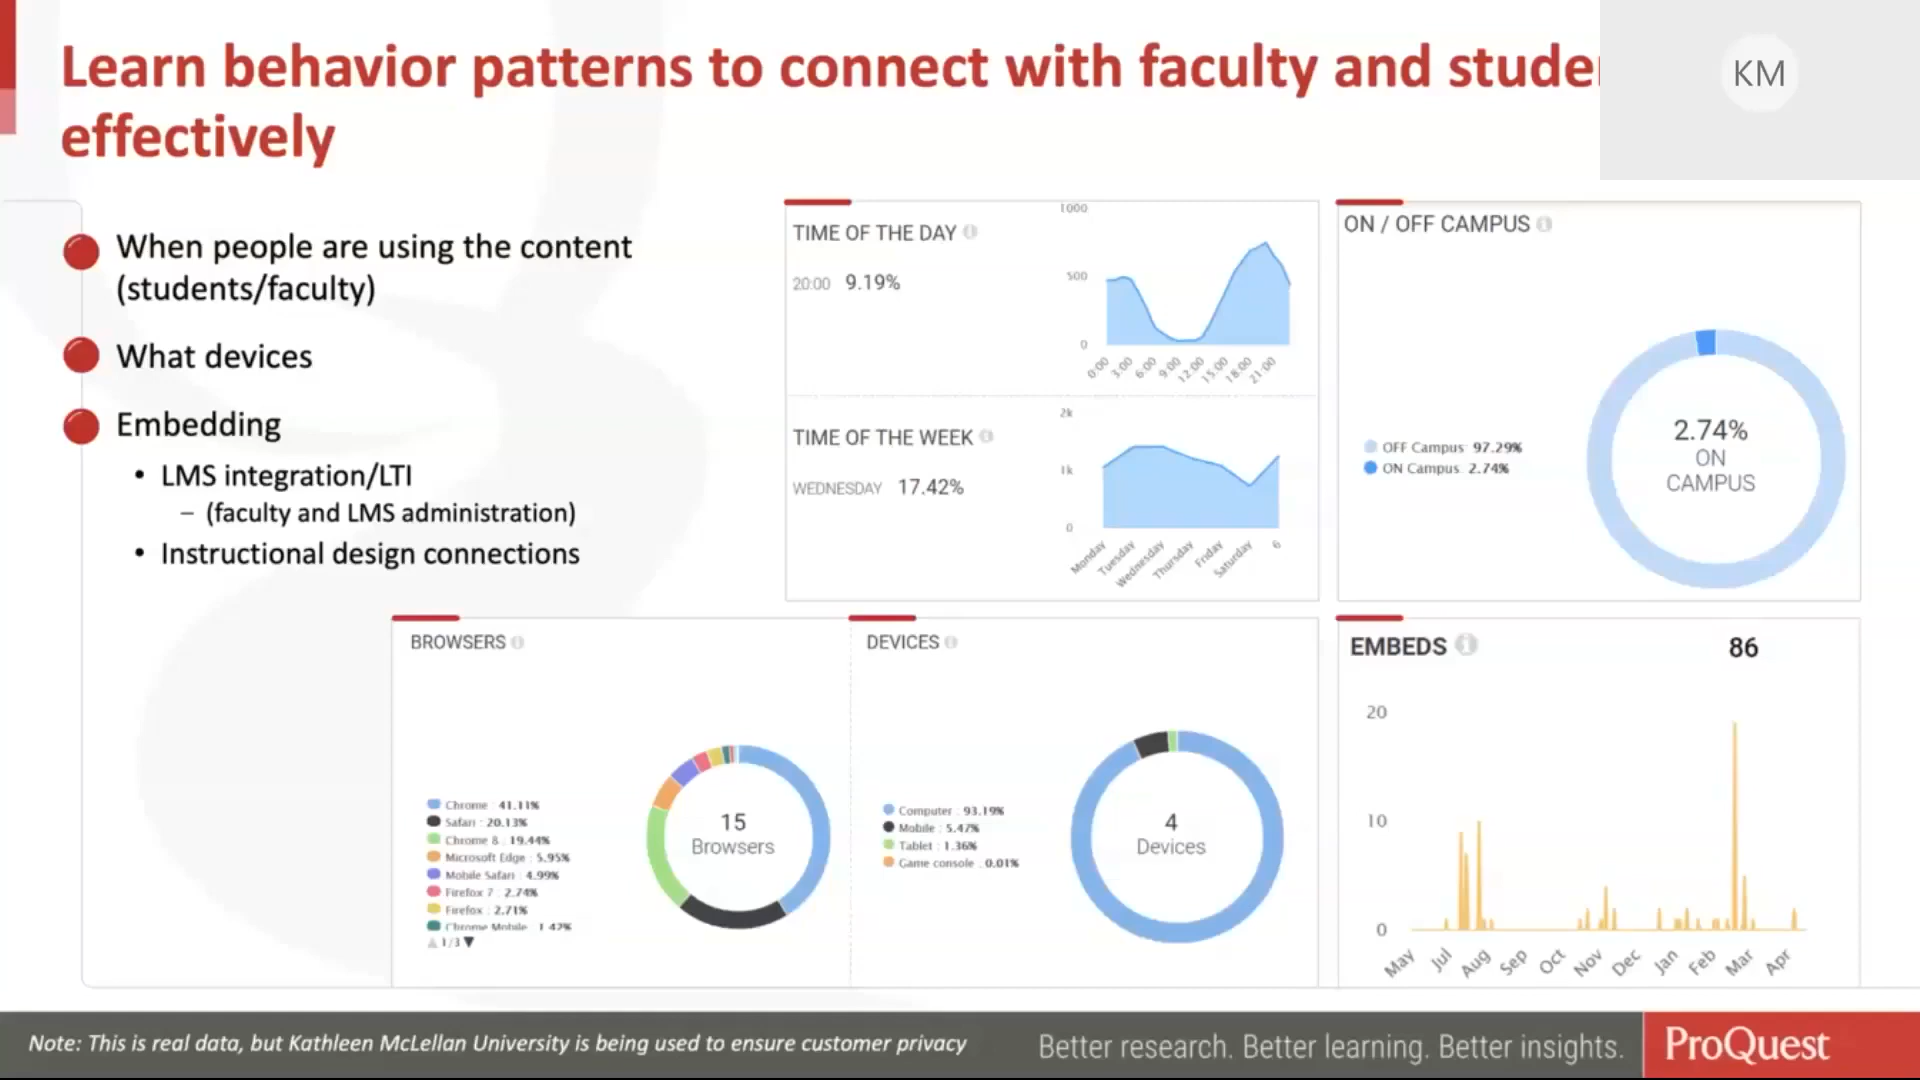 Learn behavior patterns to connect with faculty and
effectively
KM
When people are using the content
(students/faculty)
What devices
Embedding
• LMS integration/LTI
– (faculty and LMS administration)
• Instructional design connections
TIME OF THE DAY
20:00 9.19%
1000
500
0
0:00 3:00 6:00 9:00 12:00 15:00 18:00 21:00
TIME OF THE WEEK
WEDNESDAY 17.42%
2k
1k
0
Monday Tuesday Wednesday Thursday Friday Saturday 6
ON / OFF CAMPUS
OFF Campus: 97.29%
ON Campus: 2.74%
2.74%
ON
CAMPUS
BROWSERS
Chrome : 41.11%
Safari : 20.13%
Chrome 8 : 19.44%
Microsoft Edge : 5.95%
Mobile Safari : 4.99%
Firefox 7 : 2.74%
Firefox : 2.71%
Chrome Mobile : 1.42%
1/3
15
Browsers
DEVICES
Computer : 93.19%
Mobile : 5.47%
Tablet : 1.36%
Game console : 0.01%
4
Devices
EMBEDS 86
20
10
0
May Jul Aug Sep Oct Nov Dec Jan Feb Mar Apr
Note: This is real data, but Kathleen McLellan University is being used to ensure customer privacy
Better research. Better learning. Better insights.
ProQuest